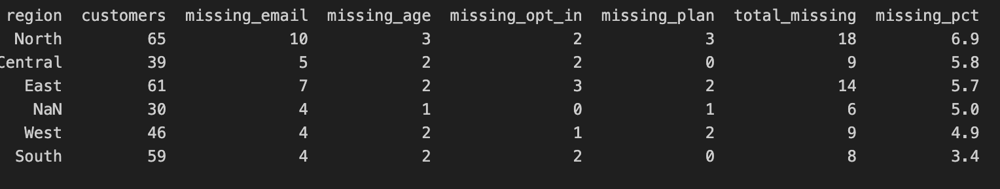 region customers missing_email missing_age missing_opt_in missing_plan total_missing missing_pct
North 65 10 3 2 3 18 6.9
Central 39 5 2 2 0 9 5.8
East 61 7 2 3 2 14 5.7
NaN 30 4 1 0 1 6 5.0
West 46 4 2 1 2 9 4.9
South 59 4 2 2 0 8 3.4